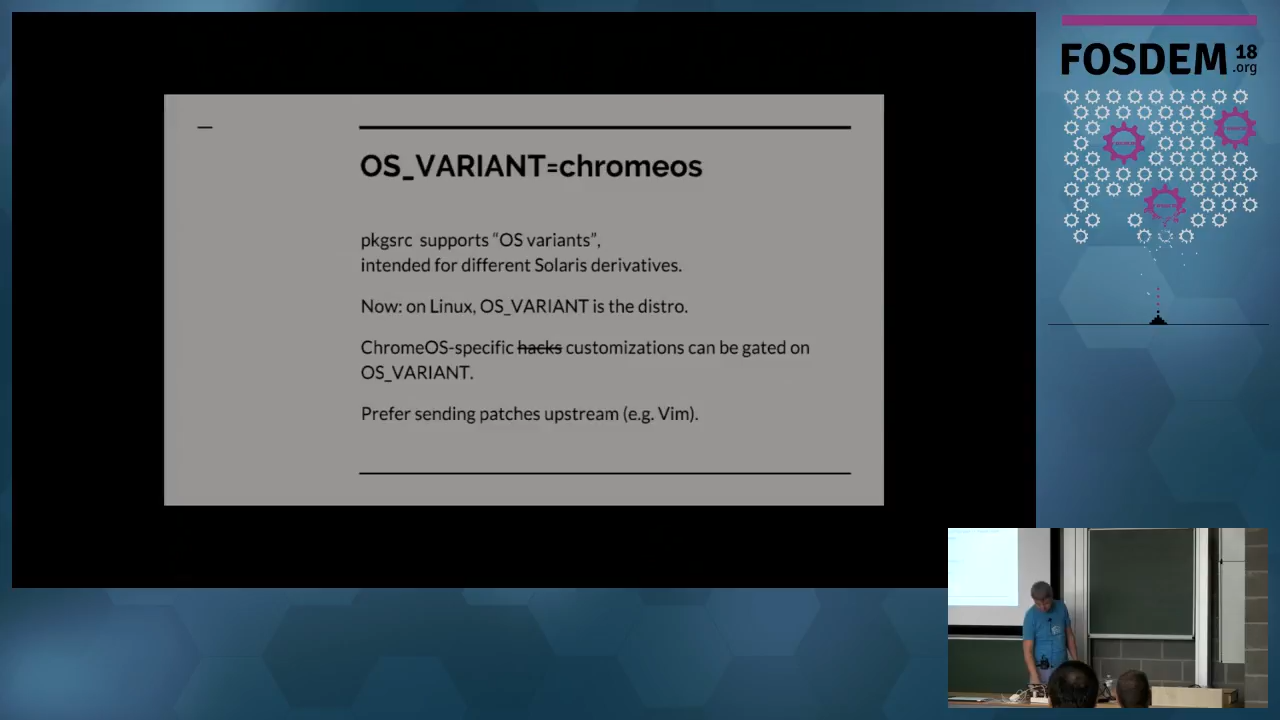 FOSDEM 18
.org
OS_VARIANT=chromeos
pkgsrc supports “OS variants”,
intended for different Solaris derivatives.
Now: on Linux, OS_VARIANT is the distro.
ChromeOS-specific hacks customizations can be gated on
OS_VARIANT.
Prefer sending patches upstream (e.g. Vim).